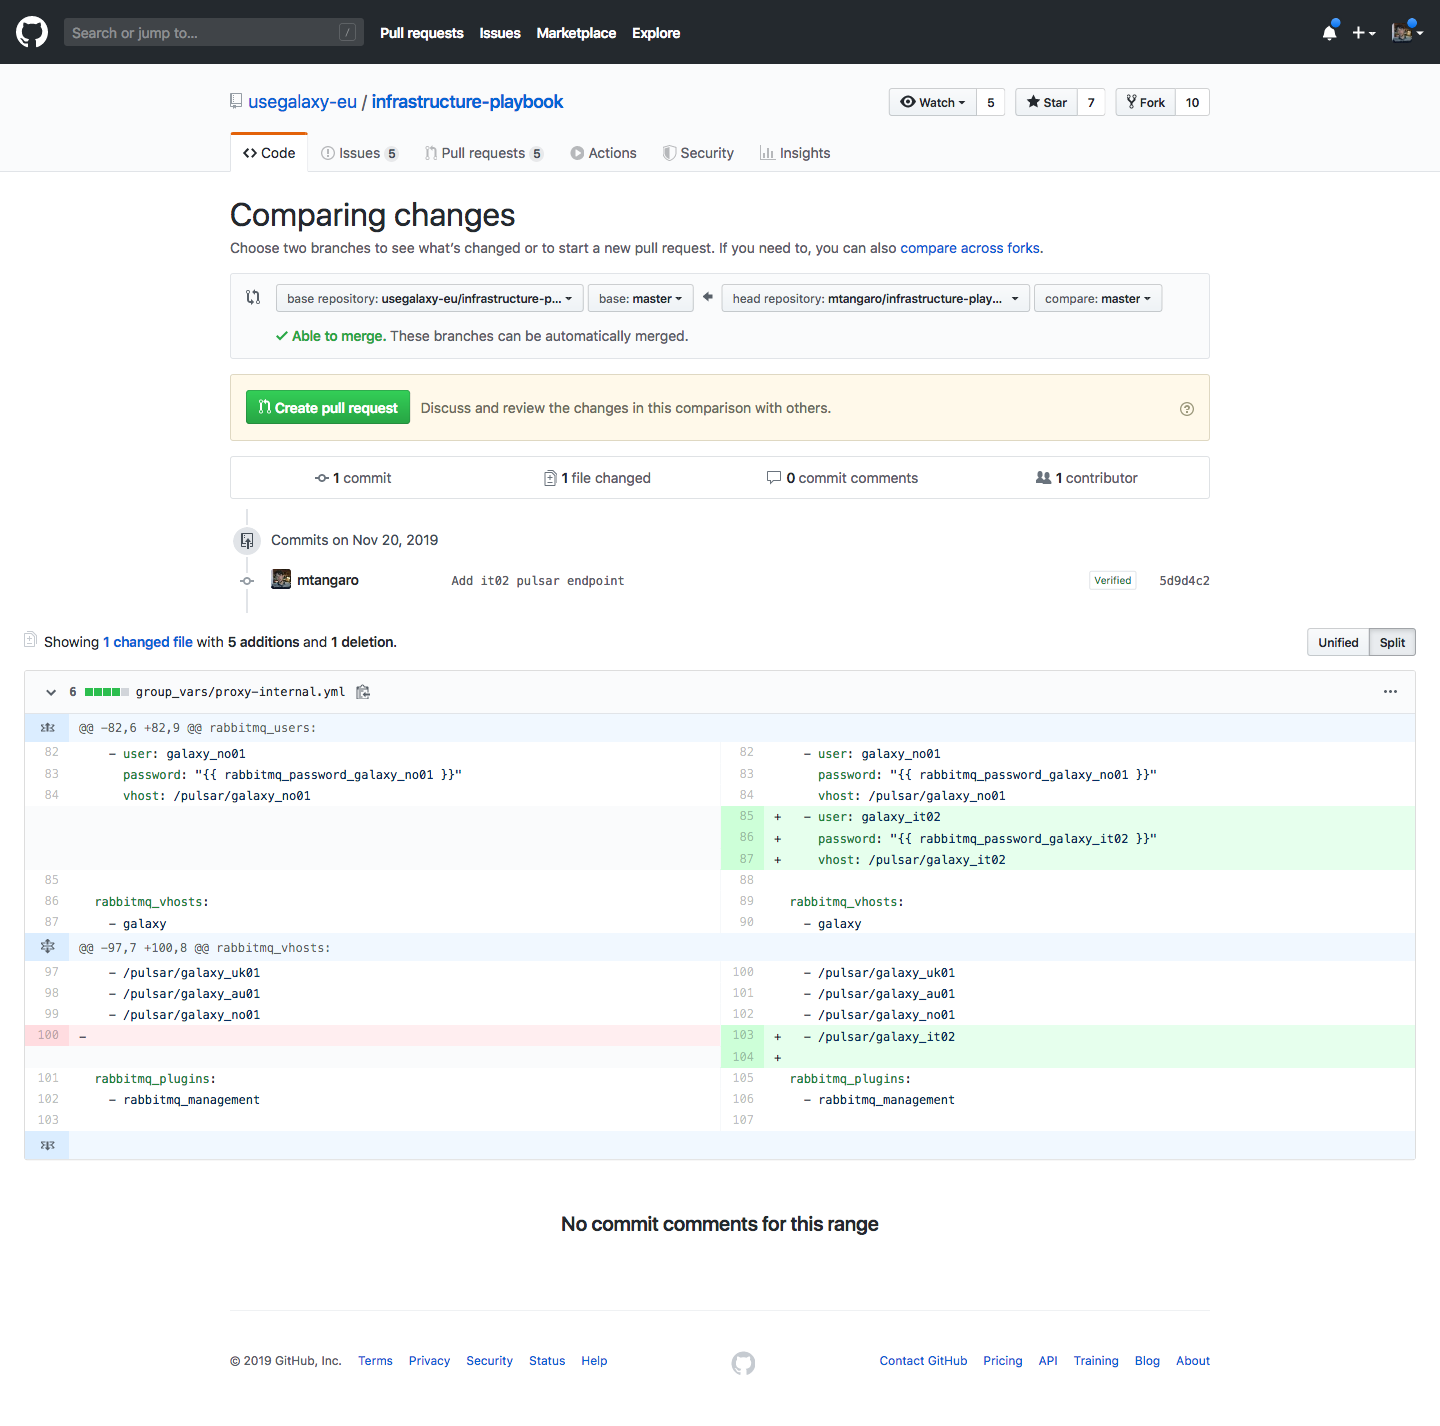 Search or jump to... /
Pull requests Issues Marketplace Explore
usegalaxy-eu / infrastructure-playbook
Watch 5 Star 7 Fork 10
Code Issues 5 Pull requests 5 Actions Security Insights
Comparing changes
Choose two branches to see what's changed or to start a new pull request. If you need to, you can also compare across forks.
base repository: usegalaxy-eu/infrastructure-p... base: master head repository: mtangaro/infrastructure-play... compare: master
Able to merge. These branches can be automatically merged.
Create pull request Discuss and review the changes in this comparison with others.
1 commit 1 file changed 0 commit comments 1 contributor
Commits on Nov 20, 2019
mtangaro Add it02 pulsar endpoint Verified 5d9d4c2
Showing 1 changed file with 5 additions and 1 deletion.
Unified Split
6 group_vars/proxy-internal.yml
@@ -82,6 +82,9 @@ rabbitmq_users:
82 - user: galaxy_no01 82 - user: galaxy_no01
83 password: "{{ rabbitmq_password_galaxy_no01 }}" 83 password: "{{ rabbitmq_password_galaxy_no01 }}"
84 vhost: /pulsar/galaxy_no01 84 vhost: /pulsar/galaxy_no01
85 + - user: galaxy_it02
86 + password: "{{ rabbitmq_password_galaxy_it02 }}"
87 + vhost: /pulsar/galaxy_it02
85 88
86 rabbitmq_vhosts: 89 rabbitmq_vhosts:
87 - galaxy 90 - galaxy
@@ -97,7 +100,8 @@ rabbitmq_vhosts:
97 - /pulsar/galaxy_uk01 100 - /pulsar/galaxy_uk01
98 - /pulsar/galaxy_au01 101 - /pulsar/galaxy_au01
99 - /pulsar/galaxy_no01 102 - /pulsar/galaxy_no01
100 - 103 + - /pulsar/galaxy_it02
104 +
101 rabbitmq_plugins: 105 rabbitmq_plugins:
102 - rabbitmq_management 106 - rabbitmq_management
103 107
No commit comments for this range
© 2019 GitHub, Inc. Terms Privacy Security Status Help Contact GitHub Pricing API Training Blog About